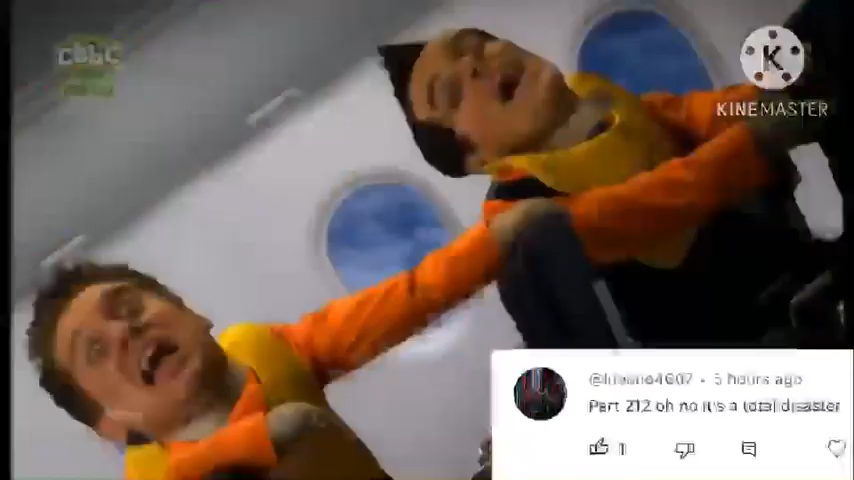 CBBC
KINEMASTER
5 hours ago
Part 212 oh no it's a total disaster
1